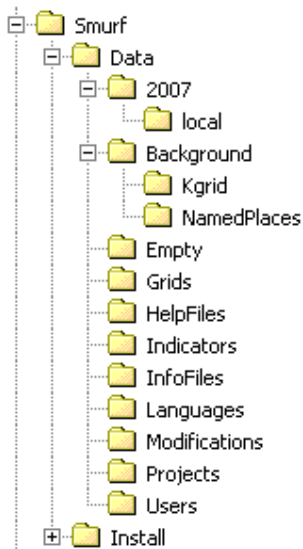 Smurf
Data
2007
local
Background
Kgrid
NamedPlaces
Empty
Grids
HelpFiles
Indicators
InfoFiles
Languages
Modifications
Projects
Users
Install